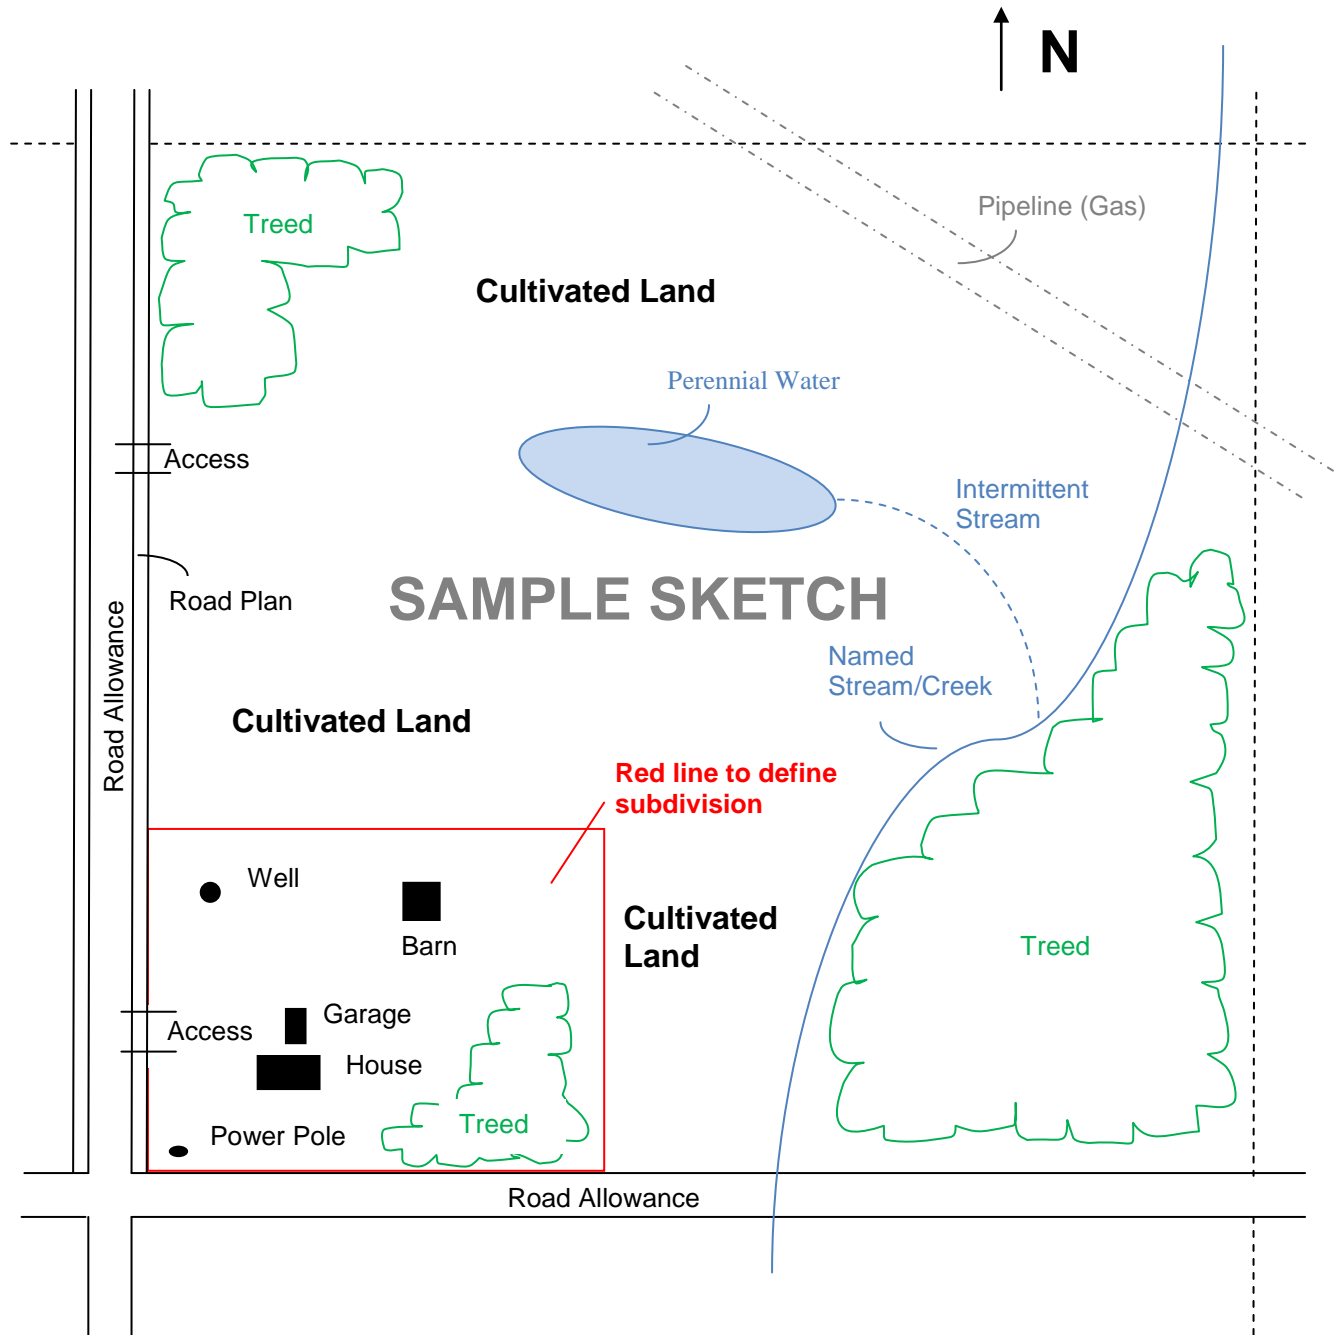 N
Pipeline (Gas)
Treed
Cultivated Land
Perennial Water
Access
Intermittent
Stream
Road Plan
SAMPLE SKETCH
Road Allowance
Named
Stream/Creek
Cultivated Land
Red line to define
subdivision
Well
Barn
Cultivated
Land
Treed
Garage
Access
House
Power Pole
Treed
Road Allowance